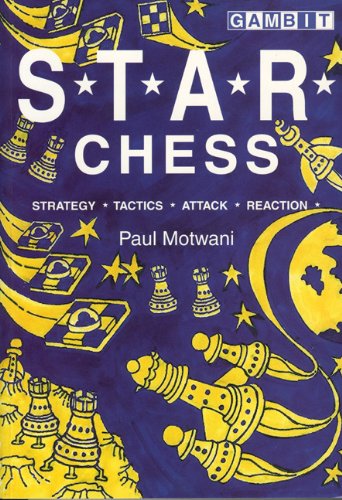 GAMBIT
S★T★A★R★
CHESS
STRATEGY ★ TACTICS ★ ATTACK ★ REACTION ★
Paul Motwani